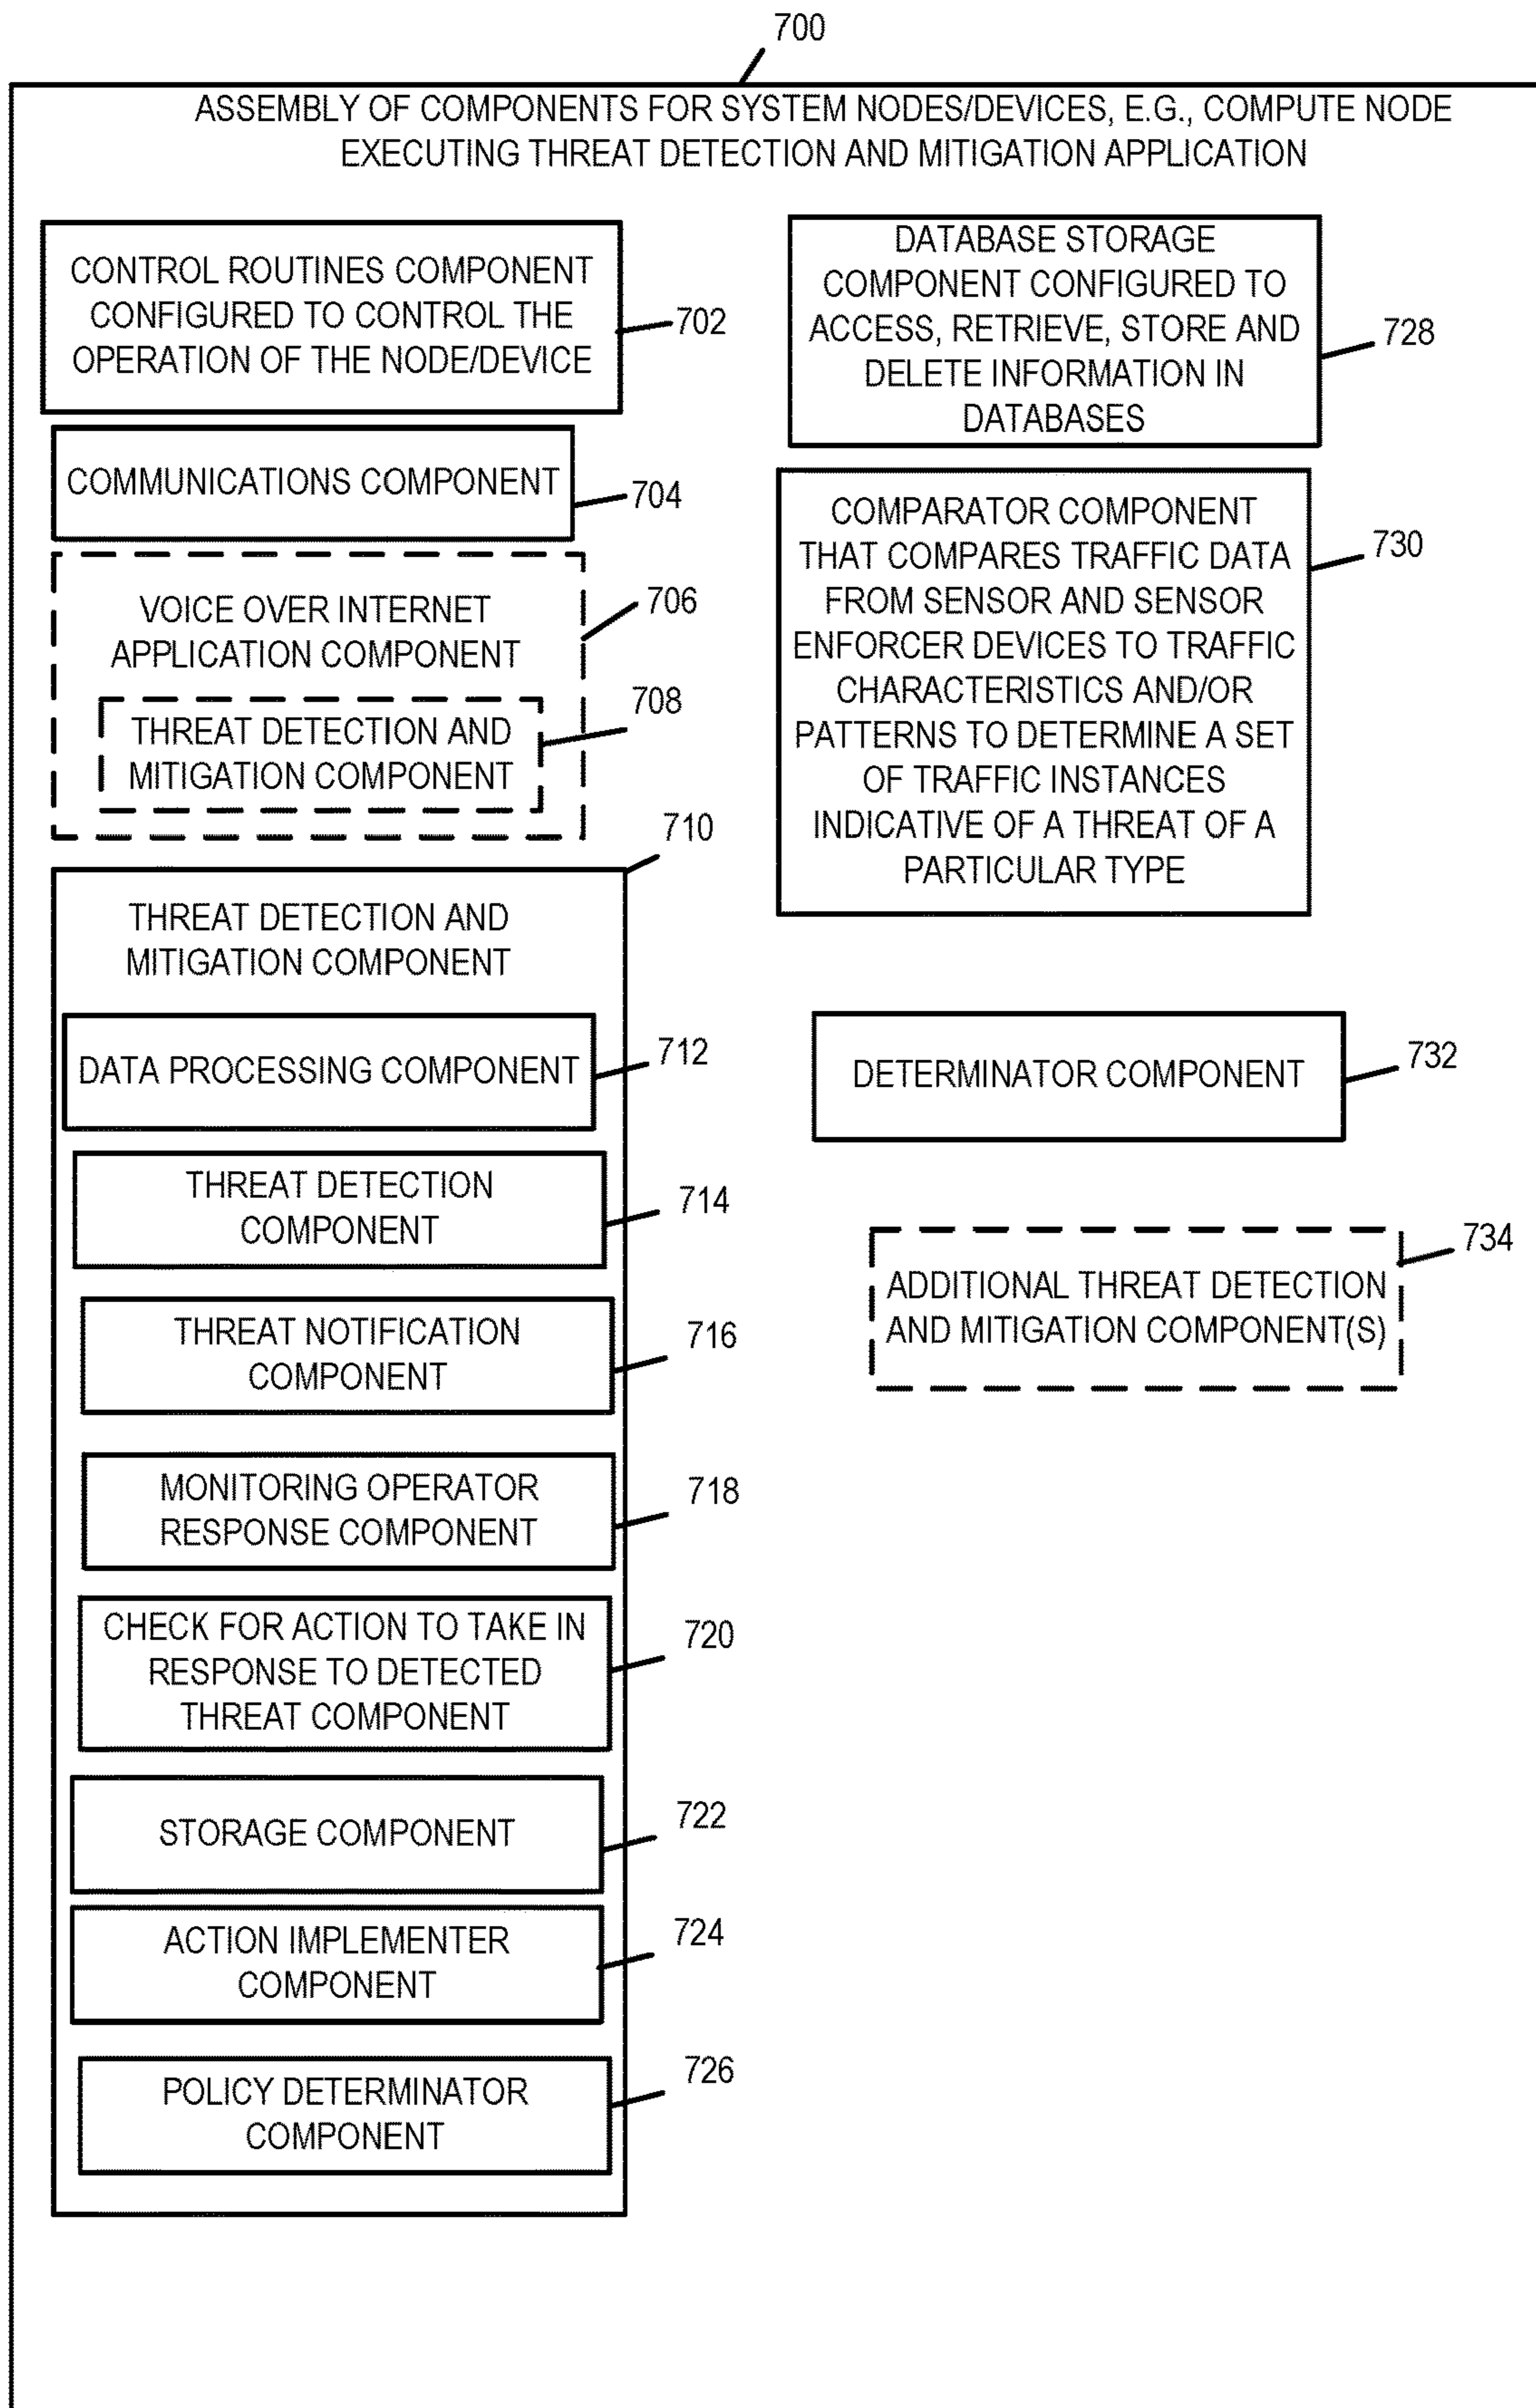 700
ASSEMBLY OF COMPONENTS FOR SYSTEM NODES/DEVICES, E.G., COMPUTE NODE
EXECUTING THREAT DETECTION AND MITIGATION APPLICATION
CONTROL ROUTINES COMPONENT
CONFIGURED TO CONTROL THE
OPERATION OF THE NODE/DEVICE
702
COMMUNICATIONS COMPONENT
704
VOICE OVER INTERNET
APPLICATION COMPONENT
706
THREAT DETECTION AND
MITIGATION COMPONENT
708
710
THREAT DETECTION AND
MITIGATION COMPONENT
DATA PROCESSING COMPONENT
712
THREAT DETECTION
COMPONENT
714
THREAT NOTIFICATION
COMPONENT
716
MONITORING OPERATOR
RESPONSE COMPONENT
718
CHECK FOR ACTION TO TAKE IN
RESPONSE TO DETECTED
THREAT COMPONENT
720
STORAGE COMPONENT
722
ACTION IMPLEMENTER
COMPONENT
724
POLICY DETERMINATOR
COMPONENT
726
DATABASE STORAGE
COMPONENT CONFIGURED TO
ACCESS, RETRIEVE, STORE AND
DELETE INFORMATION IN
DATABASES
728
COMPARATOR COMPONENT
THAT COMPARES TRAFFIC DATA
FROM SENSOR AND SENSOR
ENFORCER DEVICES TO TRAFFIC
CHARACTERISTICS AND/OR
PATTERNS TO DETERMINE A SET
OF TRAFFIC INSTANCES
INDICATIVE OF A THREAT OF A
PARTICULAR TYPE
730
DETERMINATOR COMPONENT
732
ADDITIONAL THREAT DETECTION
AND MITIGATION COMPONENT(S)
734